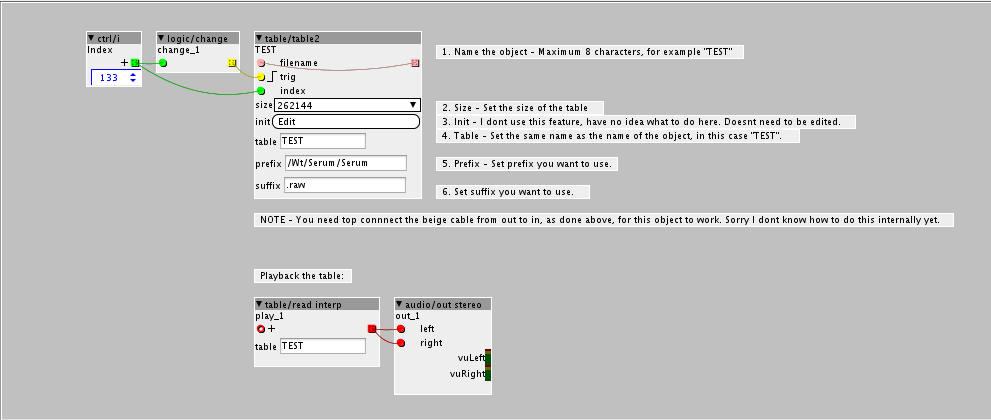 ctrl/i
Index
+
133
logic/change
change_1
table/table2
TEST
filename
trig
index
size 262144
init Edit
table TEST
prefix /Wt/Serum/Serum
suffix .raw
1. Name the object - Maximum 8 characters, for example "TEST"
2. Size - Set the size of the table
3. Init - I dont use this feature, have no idea what to do here. Doesnt need to be edited.
4. Table - Set the same name as the name of the object, in this case "TEST".
5. Prefix - Set prefix you want to use.
6. Set suffix you want to use.
NOTE - You need top connnect the beige cable from out to in, as done above, for this object to work. Sorry I dont know how to do this internally yet.
Playback the table:
table/read interp
play_1
+
table TEST
audio/out stereo
out_1
left
right
vuLeft
vuRight